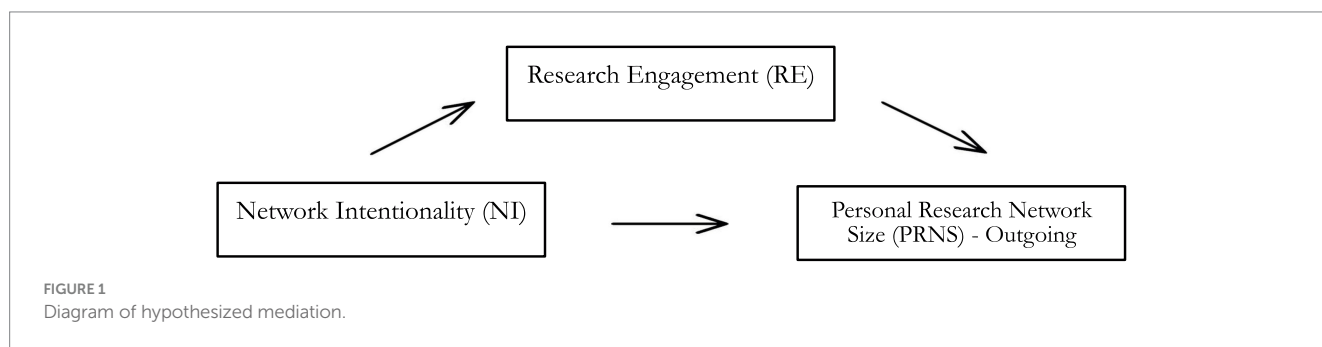 Research Engagement (RE)
Network Intentionality (NI)
Personal Research Network
Size (PRNS) - Outgoing
FIGURE 1
Diagram of hypothesized mediation.